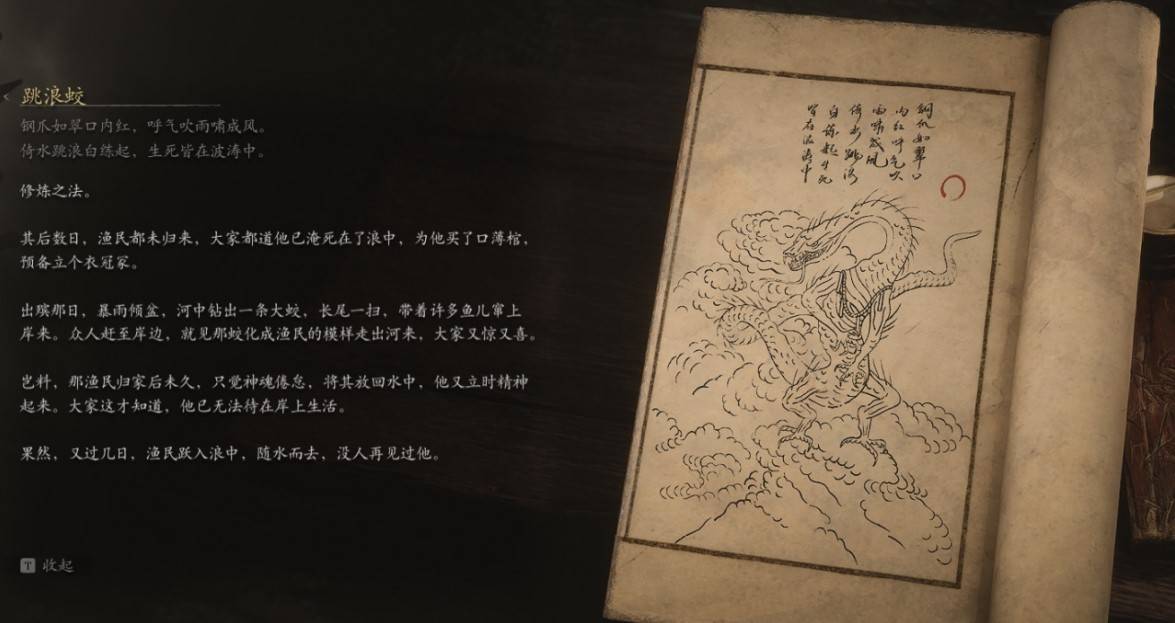 跳浪蛟
钢爪如翠口内红，呼气吹雨啸成风。
倚水跳浪白练起，生死皆在波涛中。
修炼之法。
其后数日，渔民都未归来，大家都道他已淹死在了浪中，为他买了口薄棺，
预备立个衣冠冢。
出殡那日，暴雨倾盆，河中钻出一条大蛟，长尾一扫，带着许多鱼儿窜上
岸来。众人赶至岸边，就见那蛟化成渔民的模样走出河来，大家又惊又喜。
岂料，那渔民归家后未久，只觉神魂倦怠，将其放回水中，他又立时精神
起来。大家这才知道，他已无法待在岸上生活。
果然，又过几日，渔民跃入浪中，随水而去，没人再见过他。
T 收起
钢爪如翠口
内红呼气吹
雨啸成风
倚水跳浪
白练起生死
皆在波涛中